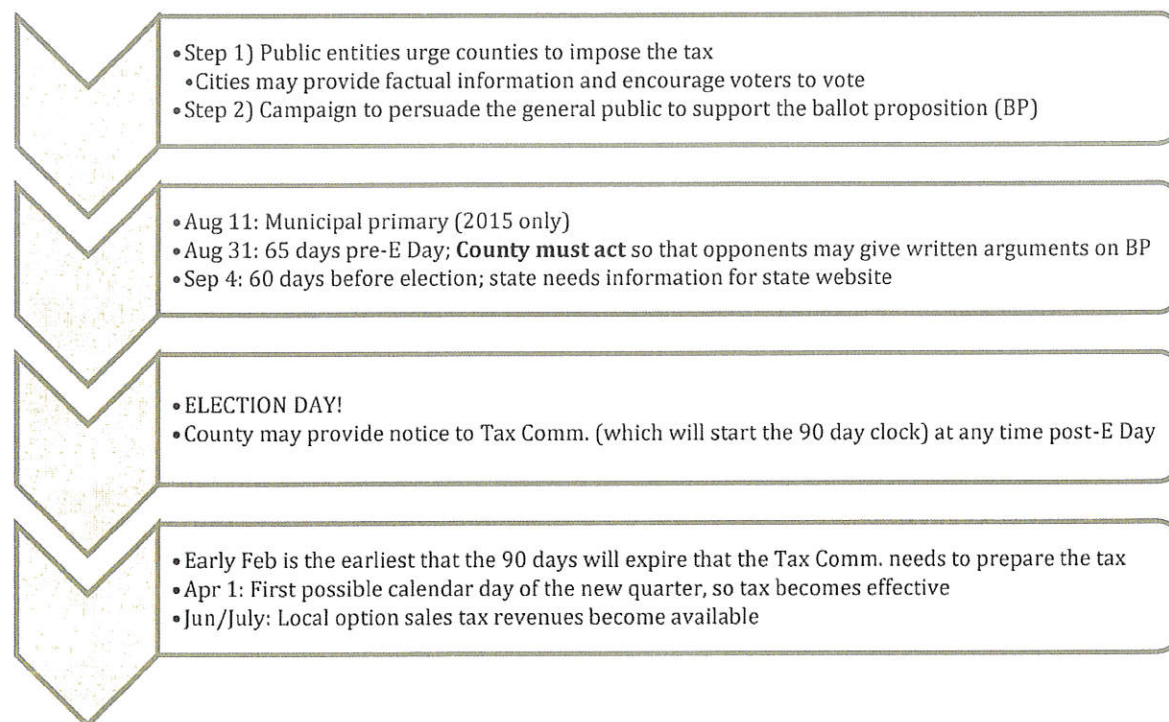 •Step 1) Public entities urge counties to impose the tax
•Cities may provide factual information and encourage voters to vote
•Step 2) Campaign to persuade the general public to support the ballot proposition (BP)
•Aug 11: Municipal primary (2015 only)
•Aug 31: 65 days pre-E Day; County must act so that opponents may give written arguments on BP
•Sep 4: 60 days before election; state needs information for state website
•ELECTION DAY!
•County may provide notice to Tax Comm. (which will start the 90 day clock) at any time post-E Day
•Early Feb is the earliest that the 90 days will expire that the Tax Comm. needs to prepare the tax
•Apr 1: First possible calendar day of the new quarter, so tax becomes effective
•Jun/July: Local option sales tax revenues become available